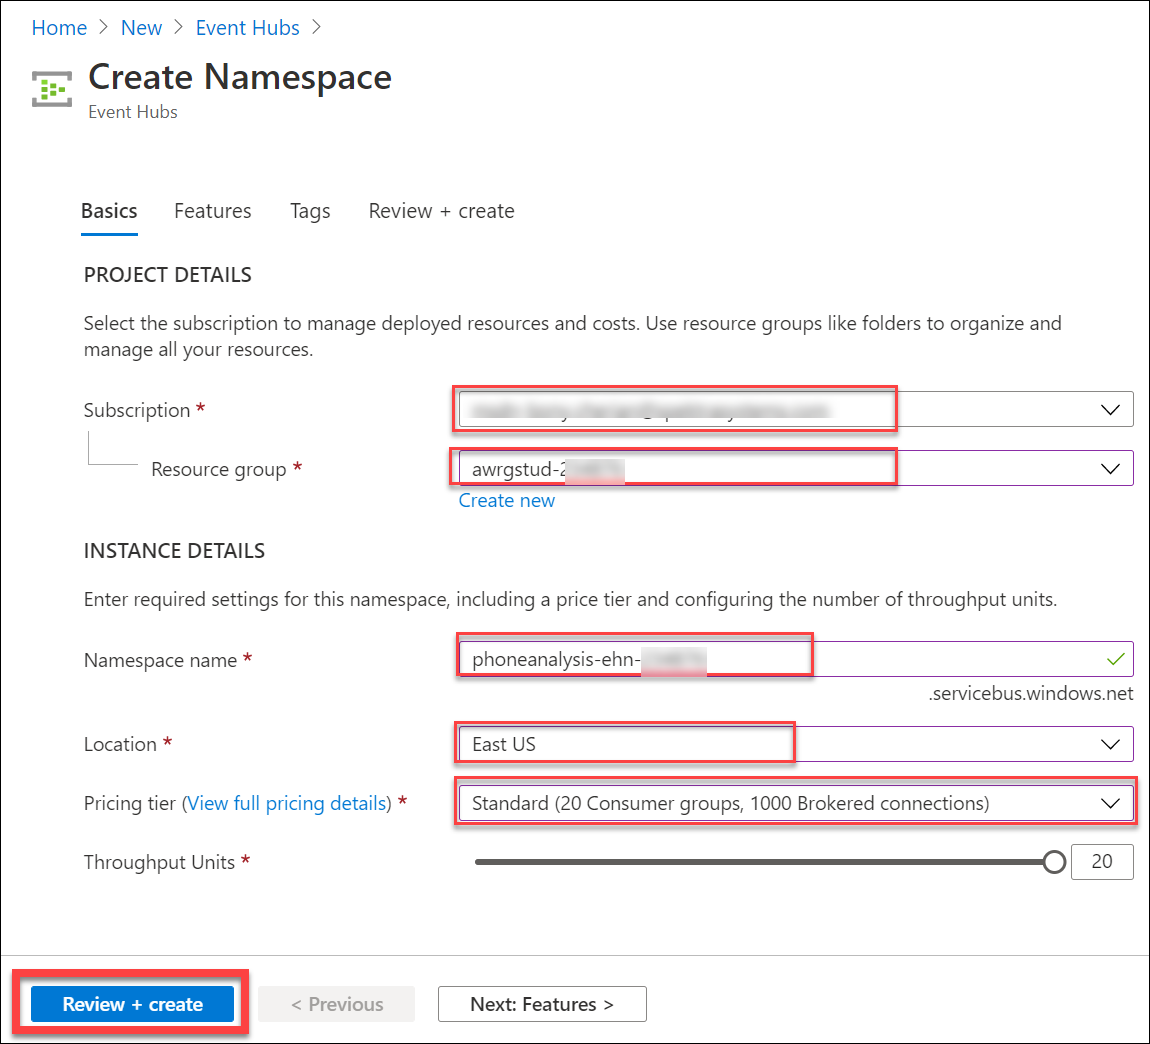 Home > New > Event Hubs >
Create Namespace
Event Hubs
Basics Features Tags Review + create
PROJECT DETAILS
Select the subscription to manage deployed resources and costs. Use resource groups like folders to organize and
manage all your resources.
Subscription *
Resource group * awrgstud-2
Create new
INSTANCE DETAILS
Enter required settings for this namespace, including a price tier and configuring the number of throughput units.
Namespace name * phoneanalysis-ehn-
.servicebus.windows.net
Location * East US
Pricing tier (View full pricing details) * Standard (20 Consumer groups, 1000 Brokered connections)
Throughput Units * 20
Review + create < Previous Next: Features >